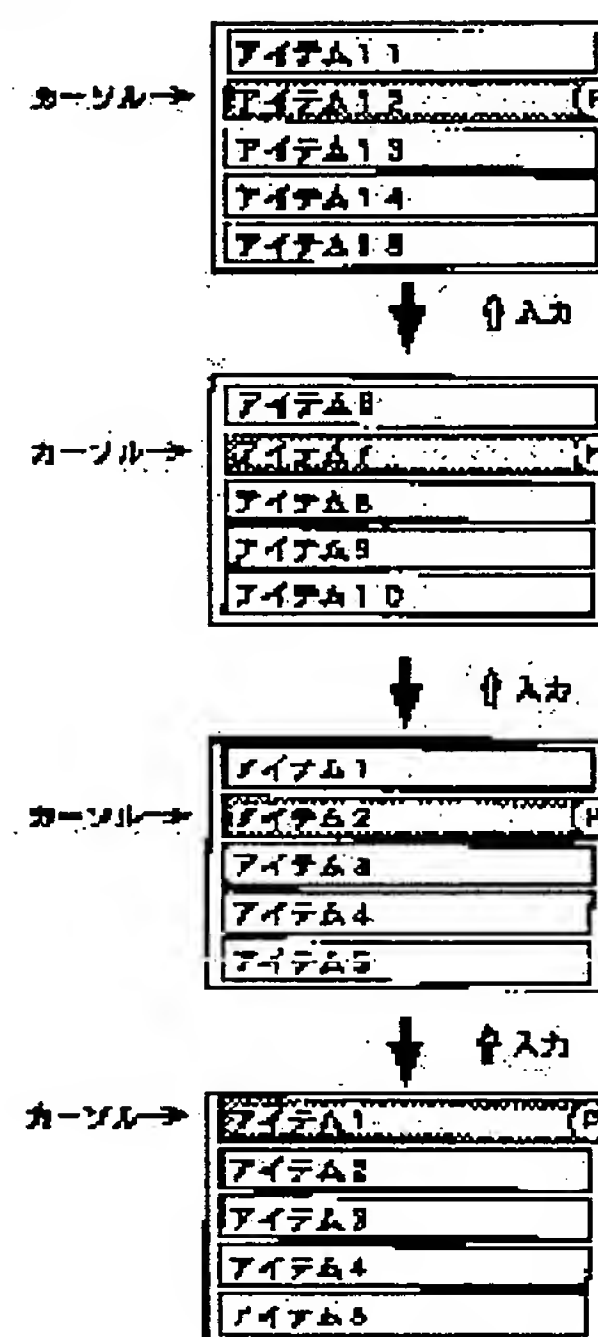 アイテム11
カーソル→ アイテム12
アイテム13
アイテム14
アイテム15
⇧入力
アイテム6
カーソル→ アイテム7
アイテム8
アイテム9
アイテム10
⇧入力
アイテム1
カーソル→ アイテム2
アイテム3
アイテム4
アイテム5
⇧入力
カーソル→ アイテム1
アイテム2
アイテム3
アイテム4
アイテム5